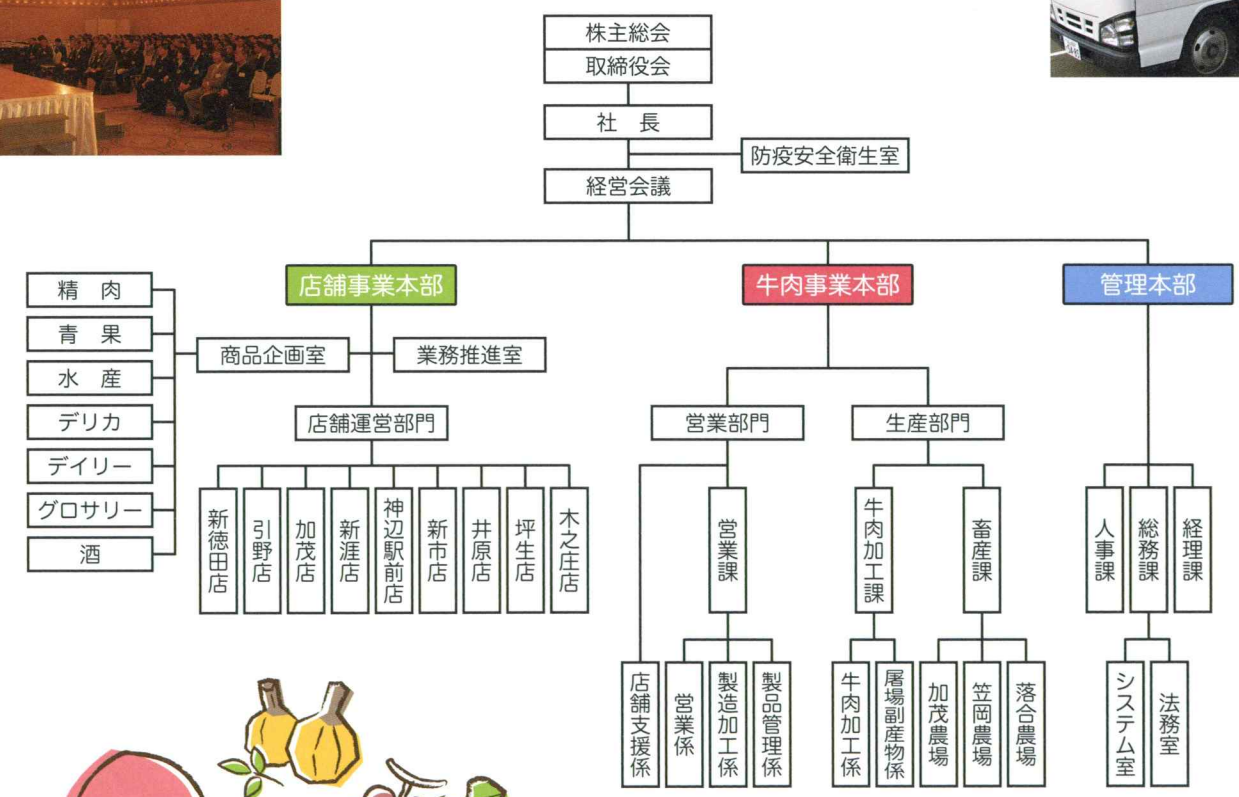 株主総会
取締役会
社長
防疫安全衛生室
経営会議
店舗事業本部
牛肉事業本部
管理本部
精肉
青果
水産
デリカ
デイリー
グロサリー
酒
商品企画室
業務推進室
店舗運営部門
新徳田店
引野店
加茂店
新涯店
神辺駅前店
新市店
井原店
坪生店
木之庄店
営業部門
生産部門
営業課
牛肉加工課
畜産課
人事課
総務課
経理課
店舗支援係
営業係
製造加工係
製品管理係
牛肉加工係
屠場副産物係
加茂農場
笠岡農場
落合農場
システム室
法務室